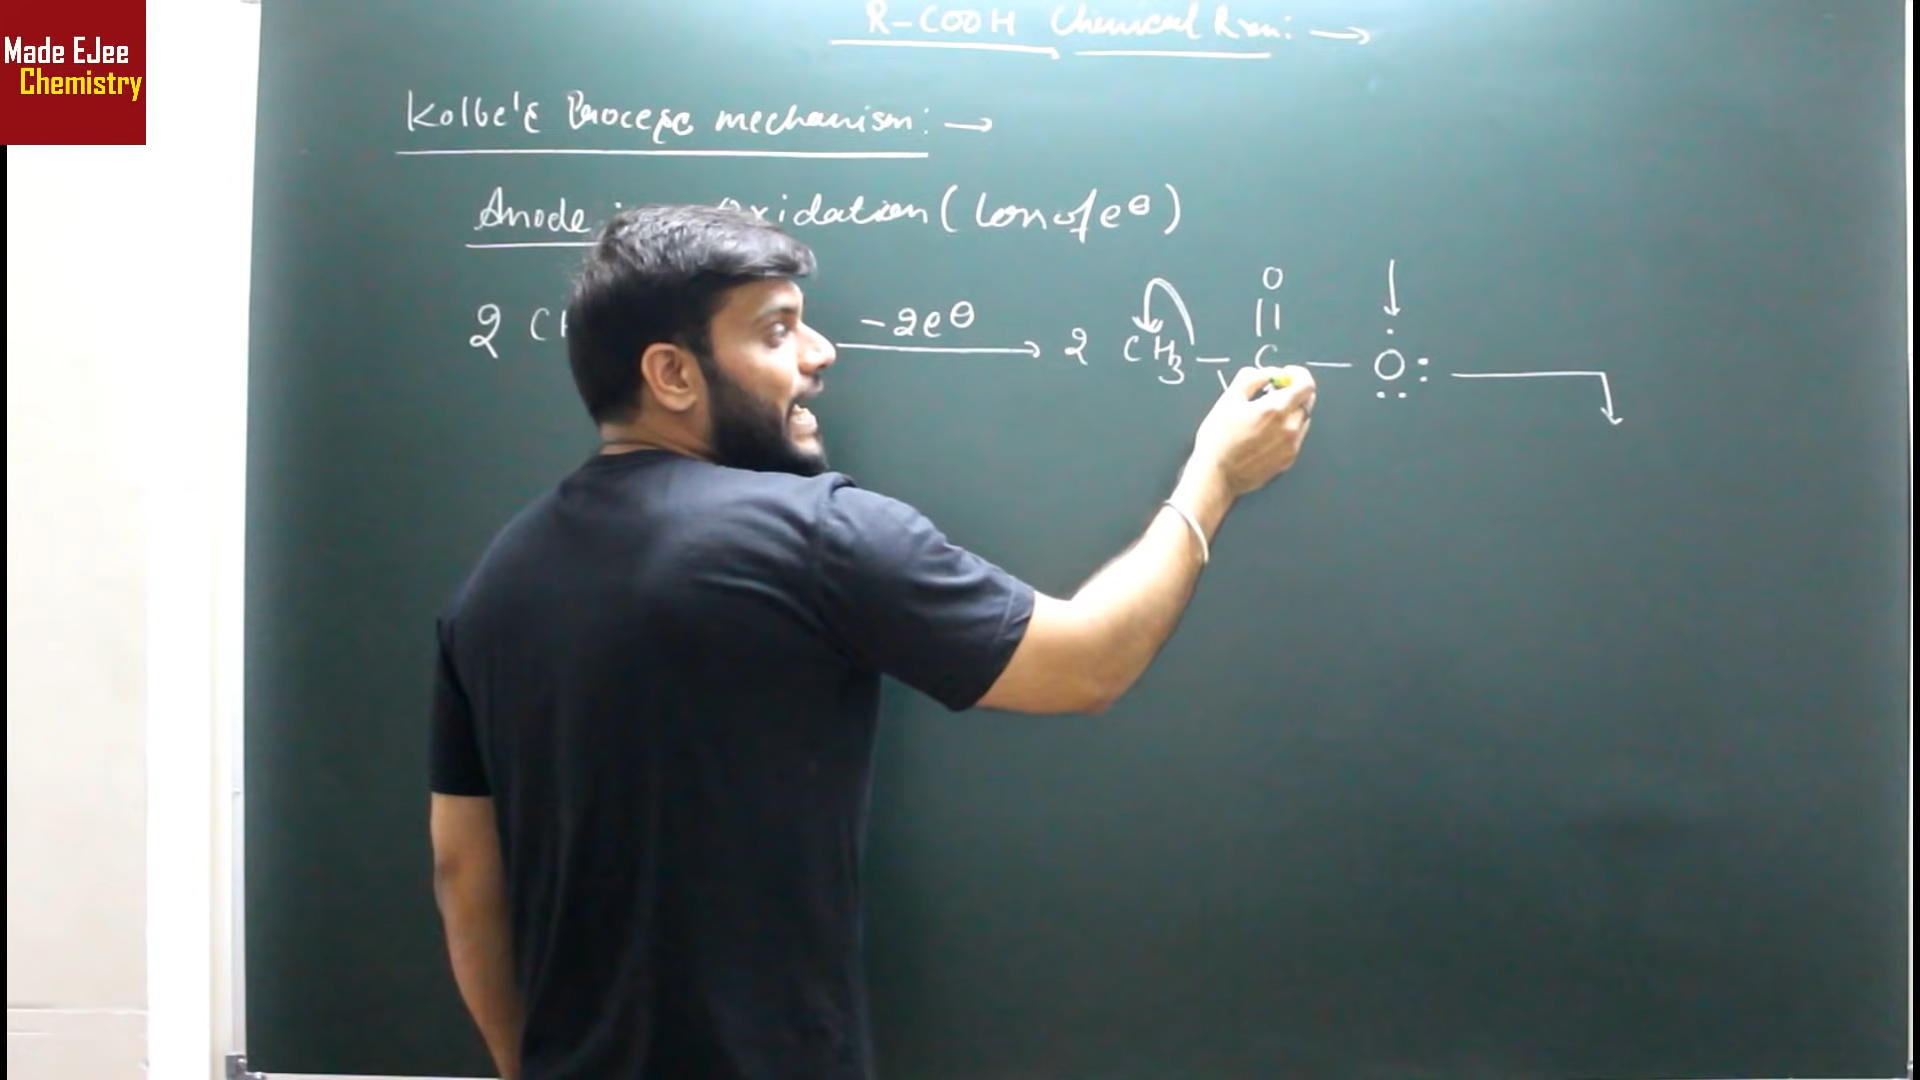 Made EJee
Chemistry
R-COOH Chemical Rxn: →
Kolbe's Process mechanism: →
Anode : Oxidation (loss of e⊖)
O
2 CH -2e⊖ → 2 CH3 - C - O: